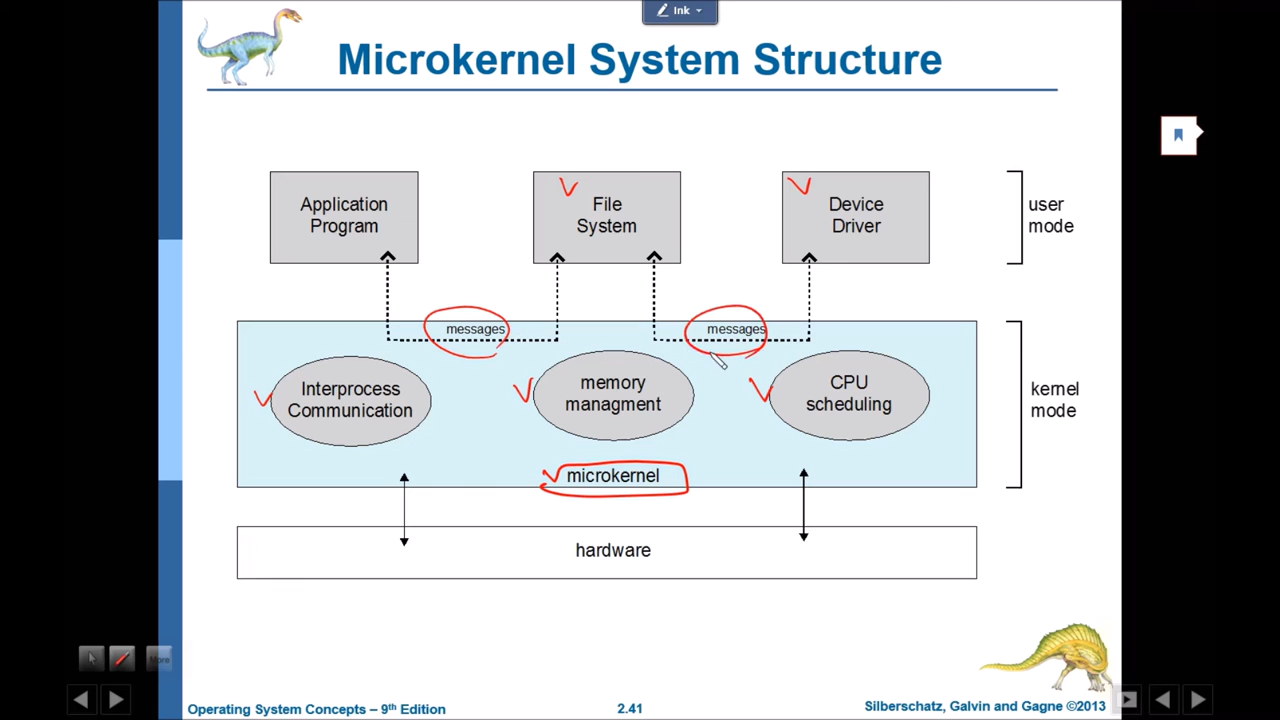 Ink
Microkernel System Structure
Application
Program
File
System
Device
Driver
user
mode
messages
messages
Interprocess
Communication
memory
managment
CPU
scheduling
kernel
mode
microkernel
hardware
More
Operating System Concepts – 9th Edition
2.41
Silberschatz, Galvin and Gagne ©2013